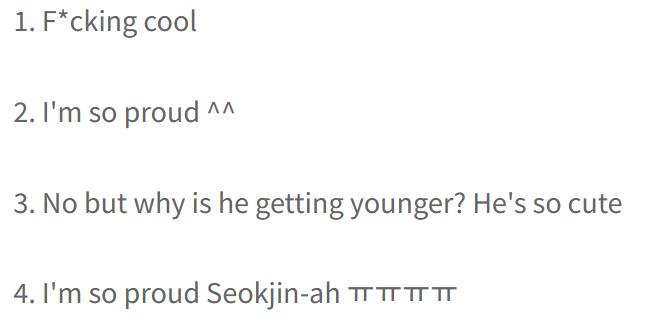 1. F*cking cool
2. I'm so proud ^^
3. No but why is he getting younger? He's so cute
4. I'm so proud Seokjin-ah ㅠㅠㅠㅠ